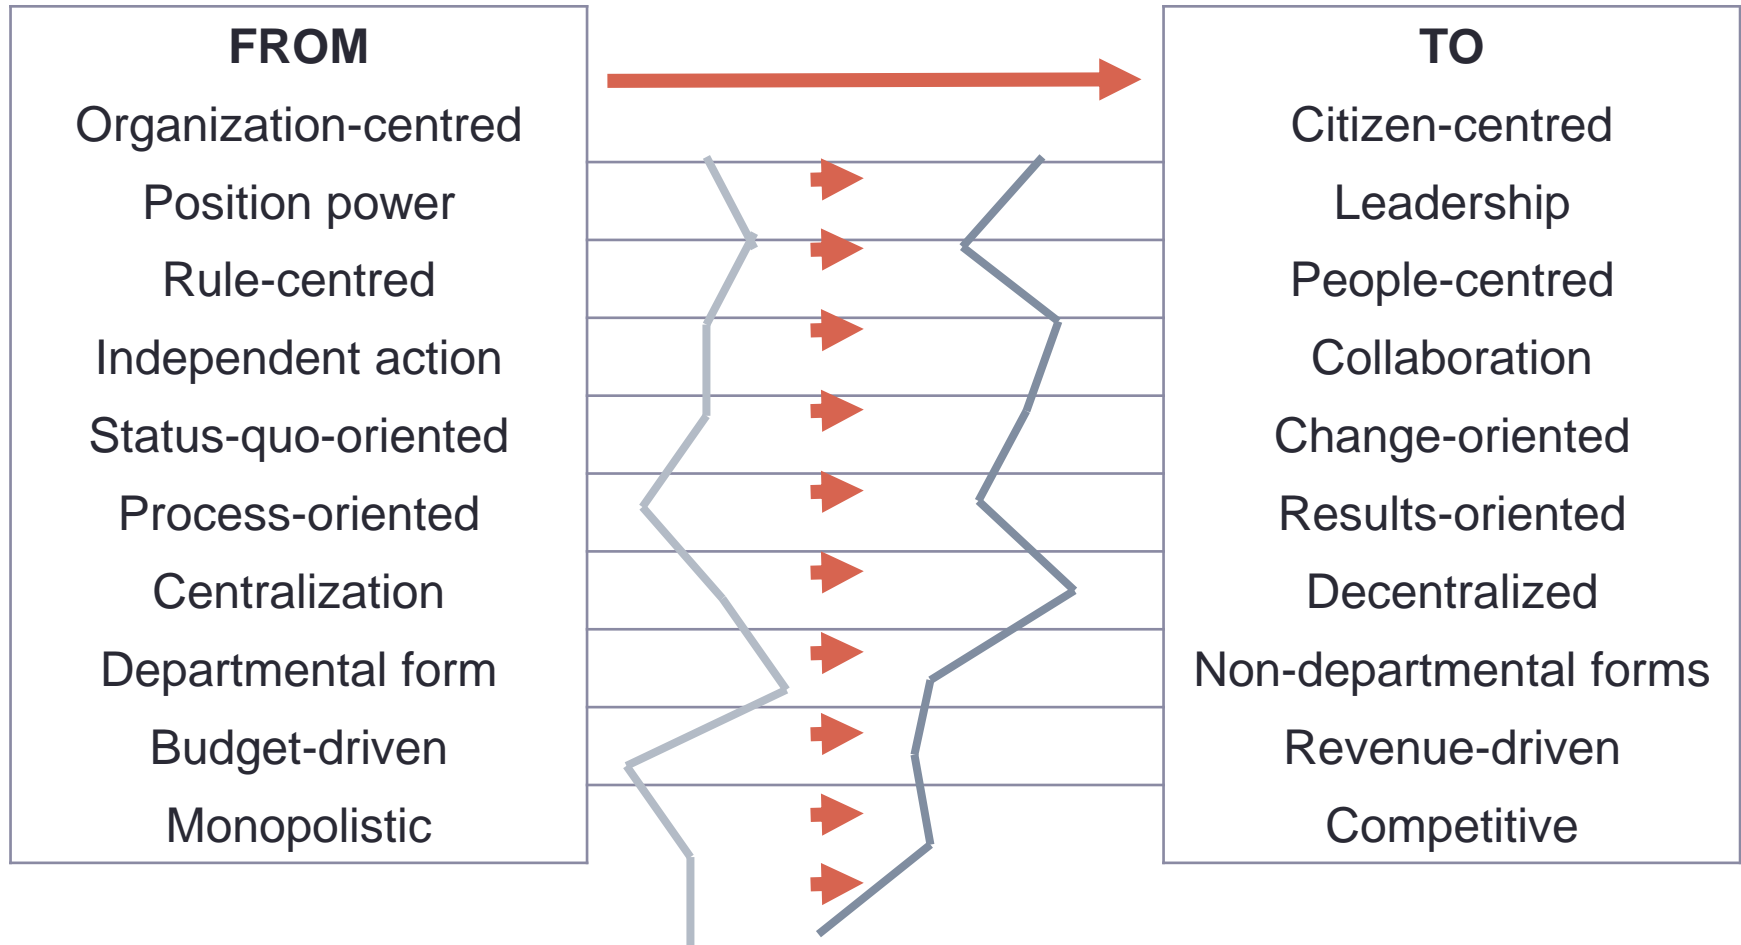 FROM
Organization-centred
Position power
Rule-centred
Independent action
Status-quo-oriented
Process-oriented
Centralization
Departmental form
Budget-driven
Monopolistic
TO
Citizen-centred
Leadership
People-centred
Collaboration
Change-oriented
Results-oriented
Decentralized
Non-departmental forms
Revenue-driven
Competitive